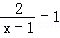 2/(x − 1) − 1